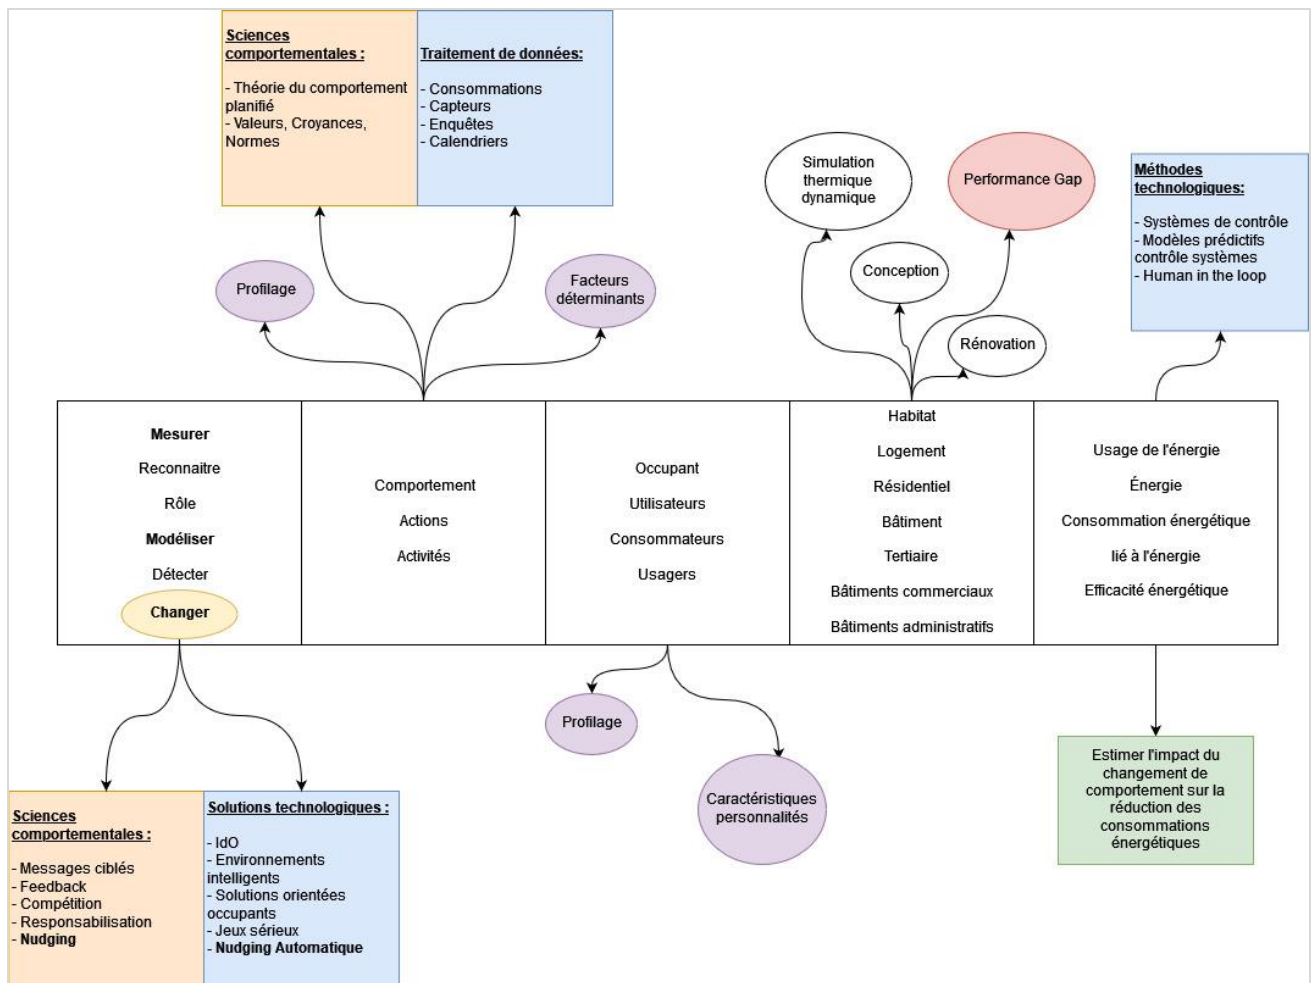 Sciences
comportementales :
- Théorie du comportement
planifié
- Valeurs, Croyances,
Normes
Traitement de données:
- Consommations
- Capteurs
- Enquêtes
- Calendriers
Simulation
thermique
dynamique
Performance Gap
Méthodes
technologiques:
- Systèmes de contrôle
- Modèles prédictifs
contrôle systèmes
- Human in the loop
Profilage
Facteurs
déterminants
Conception
Rénovation
Mesurer
Reconnaitre
Rôle
Modéliser
Détecter
Changer
Comportement
Actions
Activités
Occupant
Utilisateurs
Consommateurs
Usagers
Habitat
Logement
Résidentiel
Bâtiment
Tertiaire
Bâtiments commerciaux
Bâtiments administratifs
Usage de l'énergie
Énergie
Consommation énergétique
lié à l'énergie
Efficacité énergétique
Profilage
Caractéristiques
personnalités
Estimer l'impact du
changement de
comportement sur la
réduction des
consommations
énergétiques
Sciences
comportementales :
- Messages ciblés
- Feedback
- Compétition
- Responsabilisation
- Nudging
Solutions technologiques :
- IdO
- Environnements
intelligents
- Solutions orientées
occupants
- Jeux sérieux
- Nudging Automatique